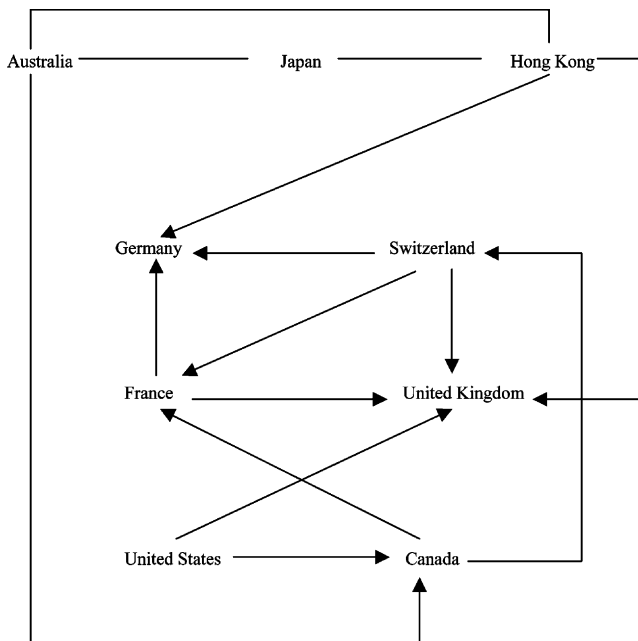 Australia
Japan
Hong Kong
Germany
Switzerland
France
United Kingdom
United States
Canada